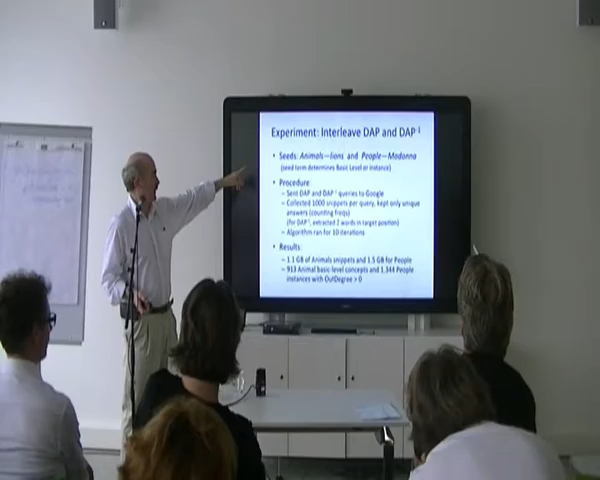 Experiment: Interleave DAP and DAP-1
• Seeds: Animals—lions and People—Madonna
(seed term determines Basic Level or instance)
• Procedure:
– Sent DAP and DAP-1 queries to Google
– Collected 1000 snippets per query, kept only unique
answers (counting freqs)
(For DAP-1, extracted 2 words in target position)
– Algorithm ran for 10 iterations
• Results:
– 1.1 GB of Animals snippets and 1.5 GB for People
– 913 Animal basic-level concepts and 1,344 People
instances with OutDegree > 0